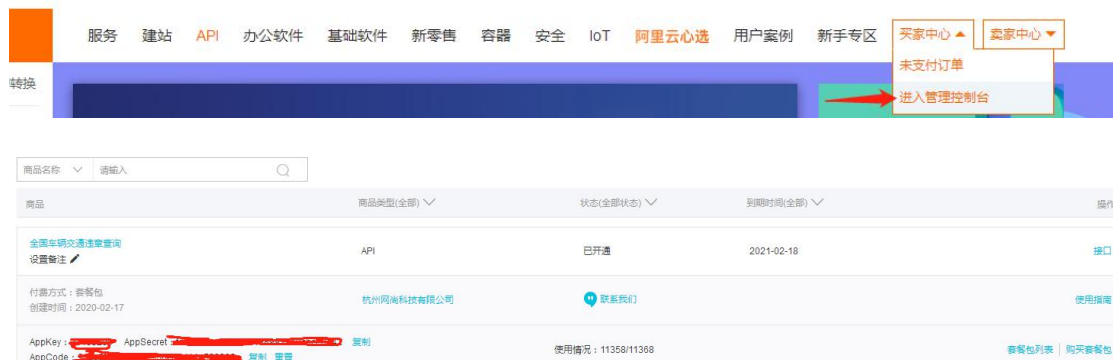 服务 建站 API 办公软件 基础软件 新零售 容器 安全 IoT 阿里云心选 用户案例 新手专区 买家中心 卖家中心
未支付订单
转换
进入管理控制台
商品名称 请输入
商品 商品类型(全部) 状态(全部状态) 到期时间(全部) 操作
全国车辆交通违章查询 API 已开通 2021-02-18 接口
设置备注
付费方式：套餐包
创建时间：2020-02-17
杭州网尚科技有限公司 联系我们 使用指南
AppKey： AppSecret： 复制
AppCode： 复制 重置
使用情况：11358/11368 套餐包列表 购买套餐包